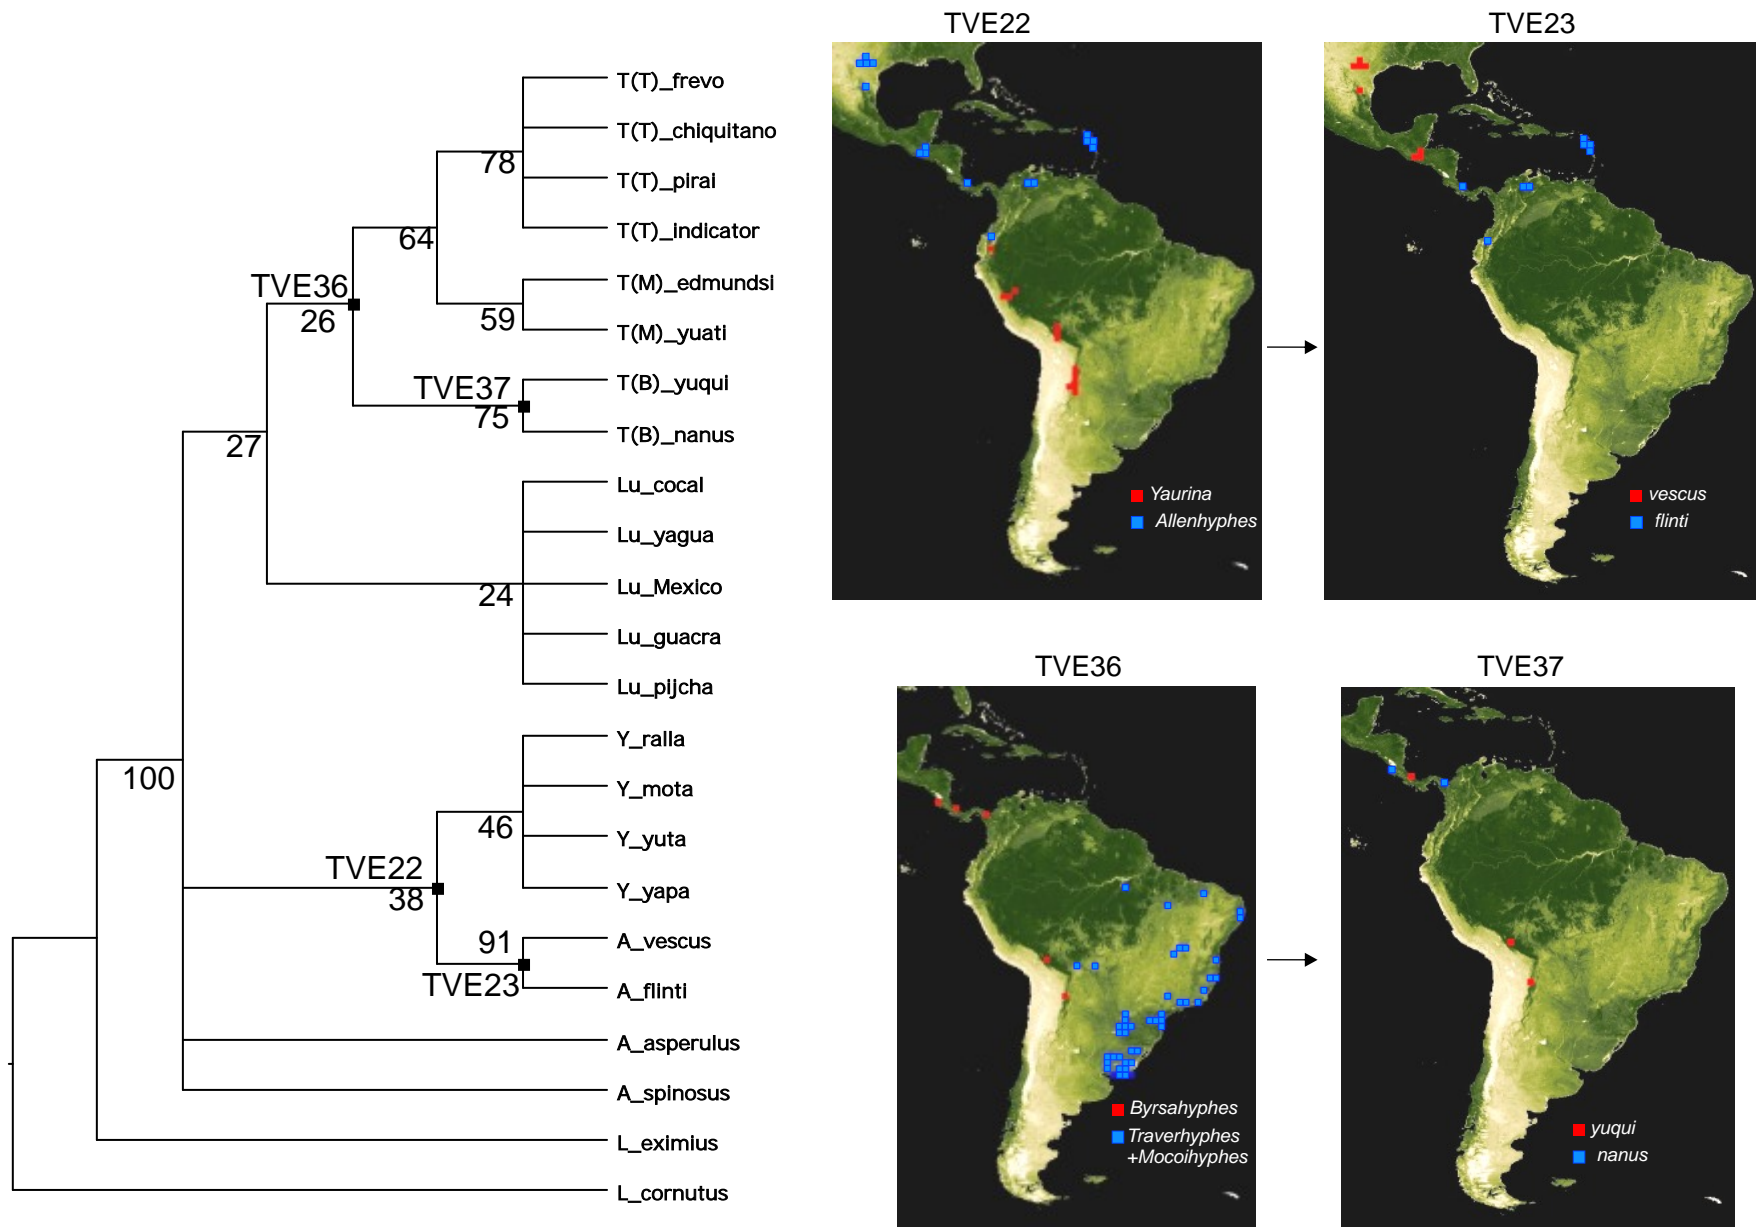 T(T)_frevo
T(T)_chiquitano
78
T(T)_pirai
T(T)_indicator
64
TVE36
26
T(M)_edmundsi
59
T(M)_yuati
TVE37
75
T(B)_yuqui
T(B)_nanus
27
Lu_cocal
Lu_yagua
24
Lu_Mexico
Lu_guacra
Lu_pijcha
100
Y_ralla
Y_mota
46
Y_yuta
TVE22
38
Y_yapa
91
A_vescus
TVE23
A_flinti
A_asperulus
A_spinosus
L_eximius
L_cornutus
TVE22
Yaurina
Allenhyphes
TVE23
vescus
flinti
TVE36
Byrsahyphes
Traverhyphes
+Mocoihyphes
TVE37
yuqui
nanus